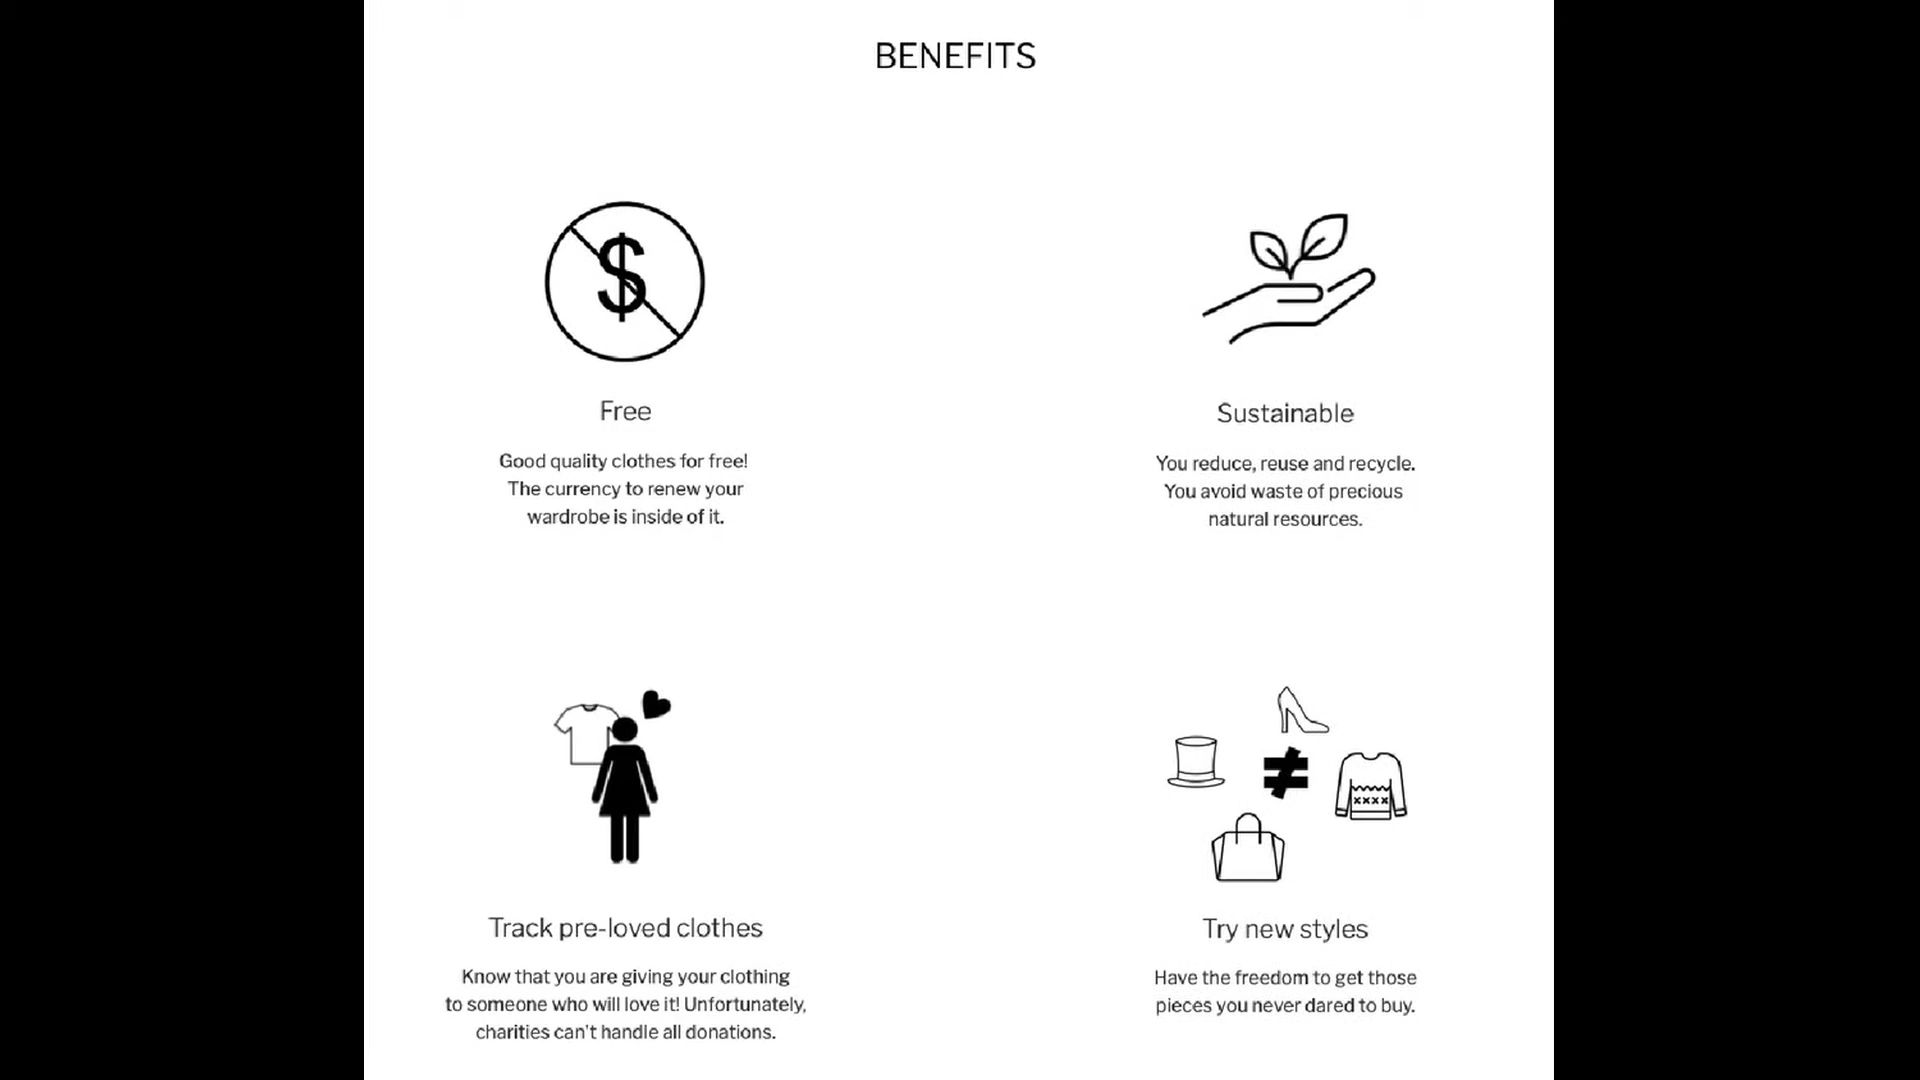 BENEFITS
$
Free
Good quality clothes for free!
The currency to renew your
wardrobe is inside of it.
Sustainable
You reduce, reuse and recycle.
You avoid waste of precious
natural resources.
Track pre-loved clothes
Know that you are giving your clothing
to someone who will love it! Unfortunately,
charities can't handle all donations.
≠
Try new styles
Have the freedom to get those
pieces you never dared to buy.